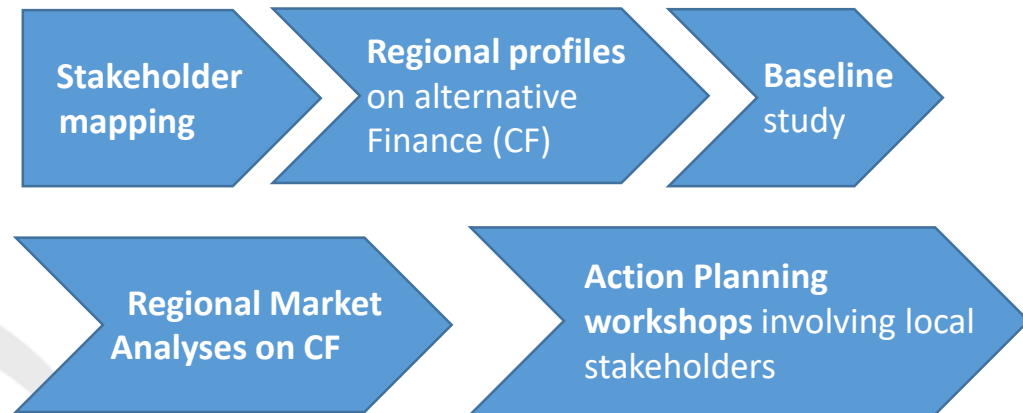 Stakeholder
mapping
Regional profiles
on alternative
Finance (CF)
Baseline
study
Regional Market
Analyses on CF
Action Planning
workshops involving local
stakeholders